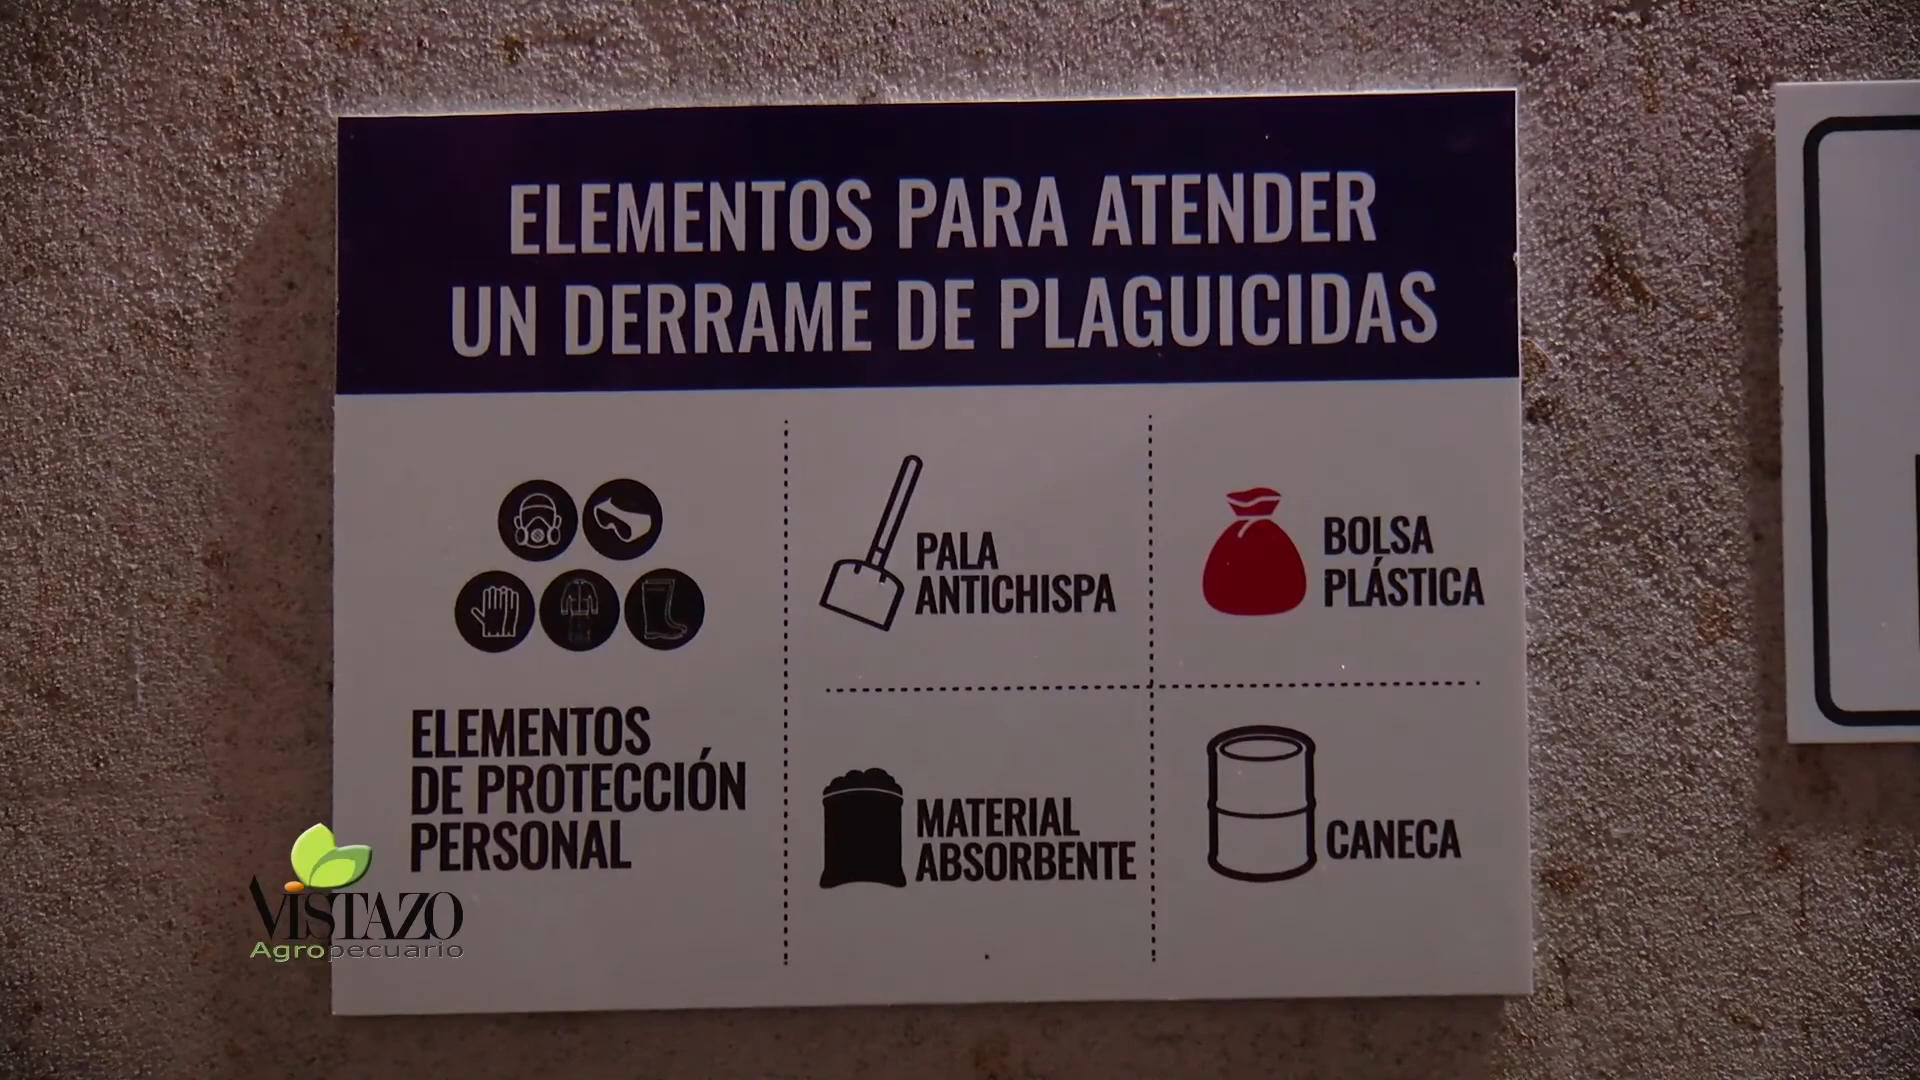 ELEMENTOS PARA ATENDER
UN DERRAME DE PLAGUICIDAS
ELEMENTOS
DE PROTECCIÓN
PERSONAL
PALA
ANTICHISPA
BOLSA
PLÁSTICA
MATERIAL
ABSORBENTE
CANECA
VISTAZO
Agropecuario